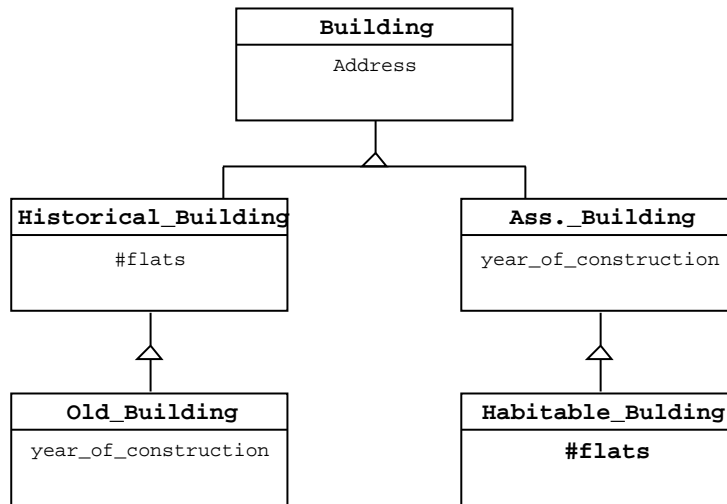 Building
Address
Historical_Building
#flats
Ass._Building
year_of_construction
Old_Building
year_of_construction
Habitable_Bulding
#flats